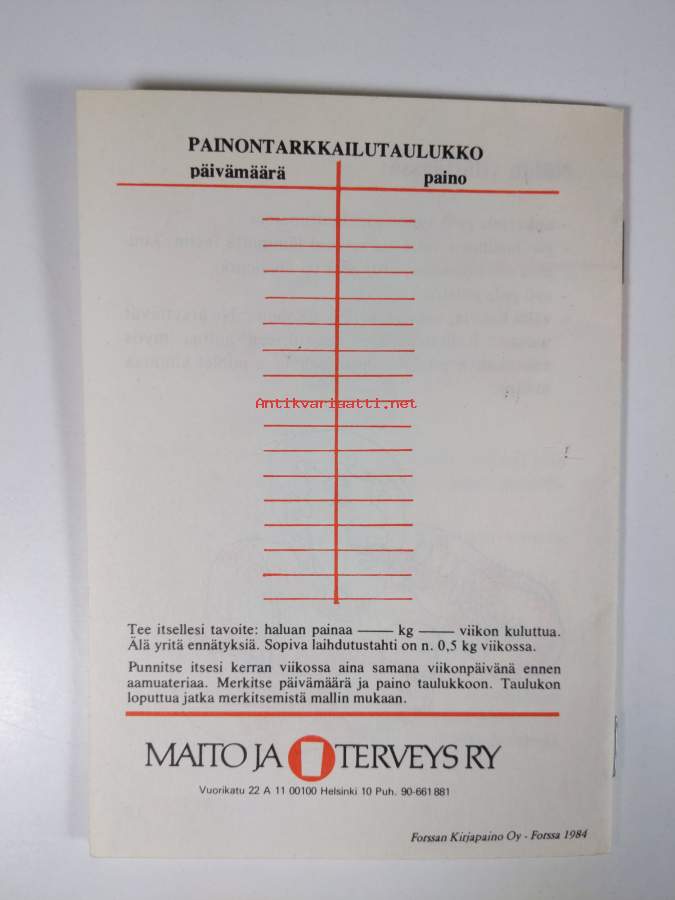 PAINONTARKKAILUTAULUKKO
päivämäärä paino
Antikvariaatti.net
Tee itsellesi tavoite: haluan painaa —— kg —— viikon kuluttua.
Älä yritä ennätyksiä. Sopiva laihdutustahti on n. 0,5 kg viikossa.
Punnitse itsesi kerran viikossa aina samana viikonpäivänä ennen
aamuateriaa. Merkitse päivämäärä ja paino taulukkoon. Taulukon
loputtua jatka merkitsemistä mallin mukaan.
MAITO JA TERVEYS RY
Vuorikatu 22 A 11 00100 Helsinki 10 Puh. 90-661 881
Forssan Kirjapaino Oy - Forssa 1984